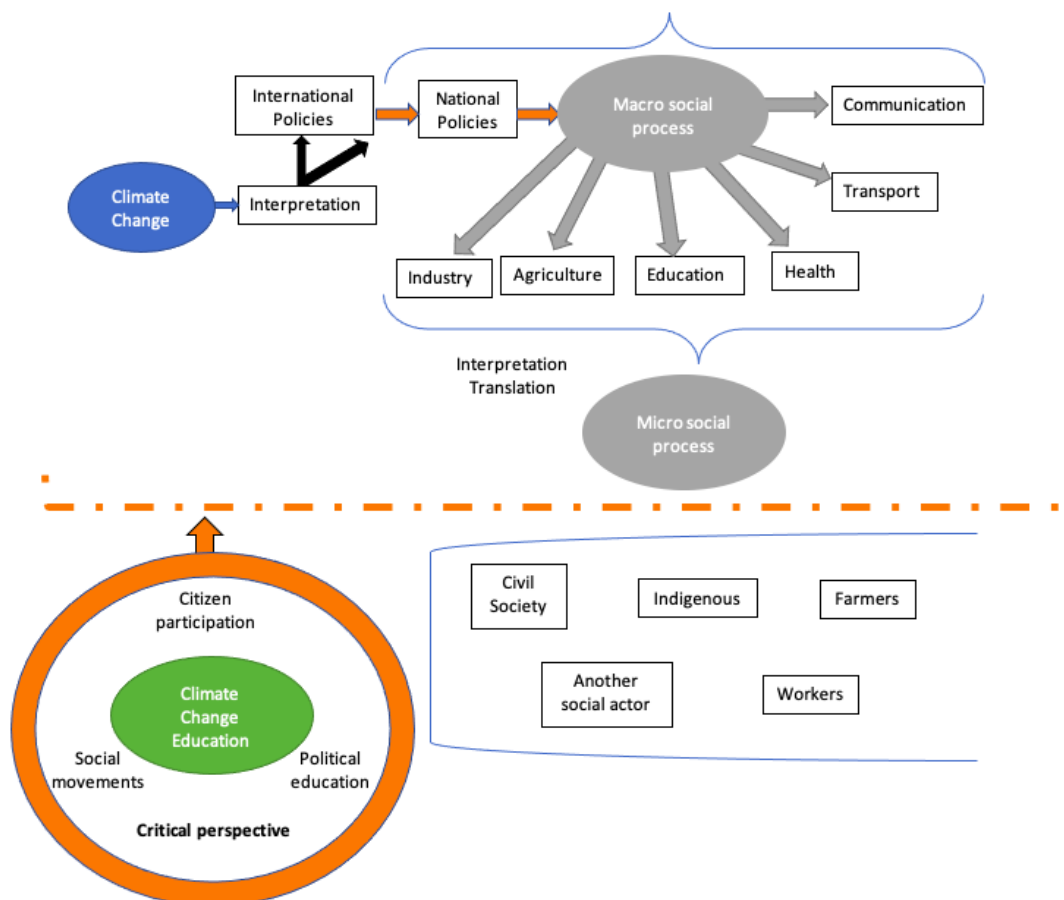 International
Policies
National
Policies
Macro social
process
Communication
Climate
Change
Interpretation
Transport
Industry
Agriculture
Education
Health
Interpretation
Translation
Micro social
process
Citizen
participation
Climate
Change
Education
Social
movements
Political
education
Critical perspective
Civil
Society
Indigenous
Farmers
Another
social actor
Workers